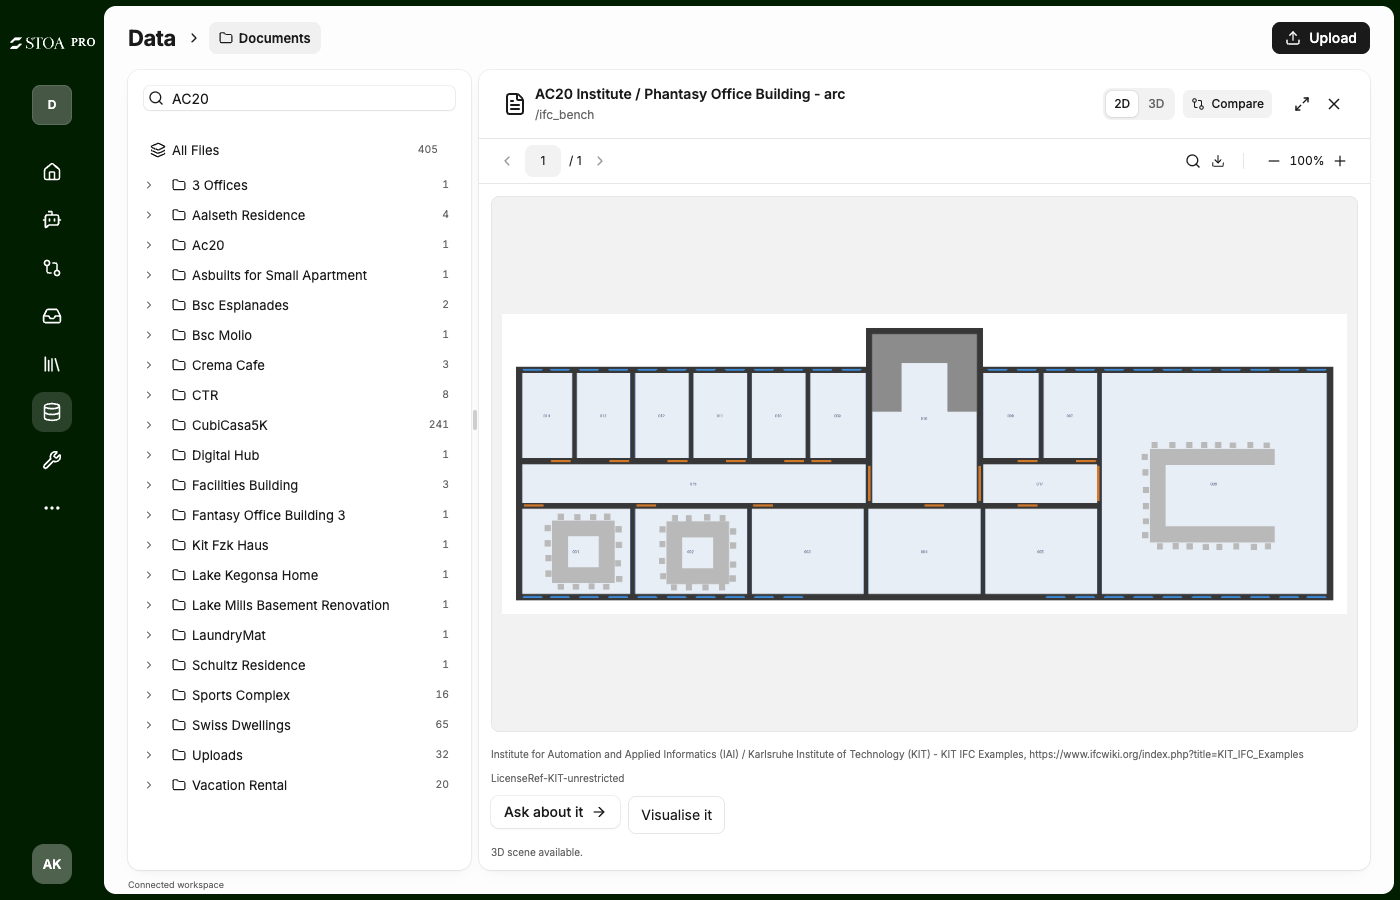 STOA PRO
Data
Documents
Upload
D
AC20
All Files 405
3 Offices 1
Aalseth Residence 4
Ac20 1
Asbuilts for Small Apartment 1
Bsc Esplanades 2
Bsc Molio 1
Crema Cafe 3
CTR 8
CubiCasa5K 241
Digital Hub 1
Facilities Building 3
Fantasy Office Building 3 1
Kit Fzk Haus 1
Lake Kegonsa Home 1
Lake Mills Basement Renovation 1
LaundryMat 1
Schultz Residence 1
Sports Complex 16
Swiss Dwellings 65
Uploads 32
Vacation Rental 20
AC20 Institute / Phantasy Office Building - arc
/ifc_bench
2D 3D Compare
1 / 1
100%
001 002 003 004 005
Institute for Automation and Applied Informatics (IAI) / Karlsruhe Institute of Technology (KIT) - KIT IFC Examples, https://www.ifcwiki.org/index.php?title=KIT_IFC_Examples
LicenseRef-KIT-unrestricted
Ask about it
Visualise it
3D scene available.
AK
Connected workspace